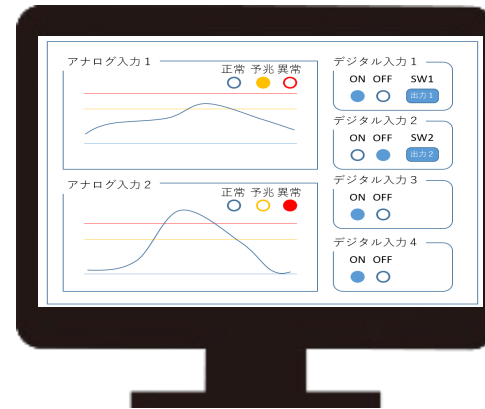 アナログ入力１
正常 予兆 異常
アナログ入力２
正常 予兆 異常
デジタル入力１
ON OFF SW1
出力１
デジタル入力２
ON OFF SW2
出力２
デジタル入力３
ON OFF
デジタル入力４
ON OFF